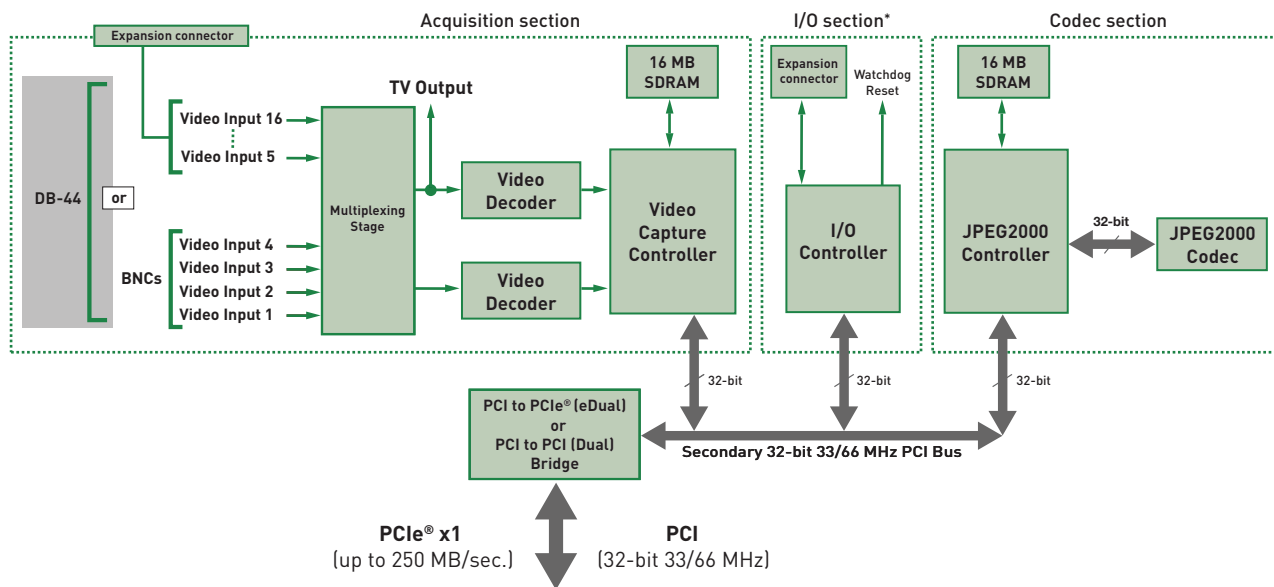 Acquisition section
I/O section*
Codec section
Expansion connector
DB-44
or
Video Input 16
Video Input 5
BNCs
Video Input 4
Video Input 3
Video Input 2
Video Input 1
Multiplexing
Stage
TV Output
Video
Decoder
Video
Decoder
16 MB
SDRAM
Video
Capture
Controller
Expansion
connector
Watchdog
Reset
I/O
Controller
16 MB
SDRAM
JPEG2000
Controller
32-bit
JPEG2000
Codec
32-bit
32-bit
32-bit
PCI to PCIe® (eDual)
or
PCI to PCI (Dual)
Bridge
Secondary 32-bit 33/66 MHz PCI Bus
PCIe® x1
(up to 250 MB/sec.)
PCI
(32-bit 33/66 MHz)